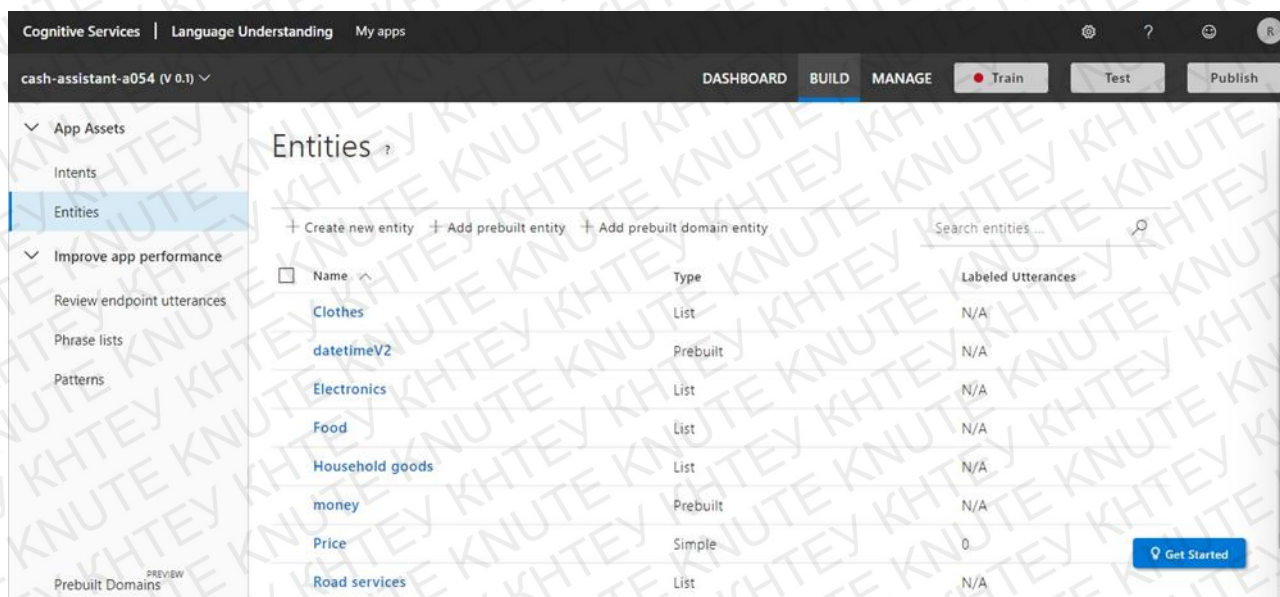 Cognitive Services | Language Understanding My apps
? R
cash-assistant-a054 (V 0.1) DASHBOARD BUILD MANAGE Train Test Publish
App Assets
Intents
Entities
Improve app performance
Review endpoint utterances
Phrase lists
Patterns
Prebuilt Domains PREVIEW
Entities ?
+ Create new entity + Add prebuilt entity + Add prebuilt domain entity Search entities ...
Name Type Labeled Utterances
Clothes List N/A
datetimeV2 Prebuilt N/A
Electronics List N/A
Food List N/A
Household goods List N/A
money Prebuilt N/A
Price Simple 0
Road services List N/A
Get Started
КНТЕУ KNUTE